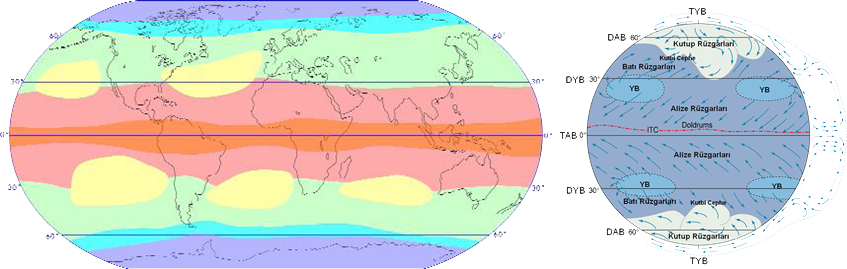 60°
60°
30°
30°
0°
0°
30°
30°
60°
60°
TYB
DAB 60°
Kutup Rüzgarları
Kutbi Cephe
Batı Rüzgarları
DYB 30°
YB
YB
Alize Rüzgarları
Doldrums
ITC
TAB 0°
Alize Rüzgarları
YB
YB
DYB 30°
Batı Rüzgarları
Kutbi Cephe
DAB 60°
Kutup Rüzgarları
TYB